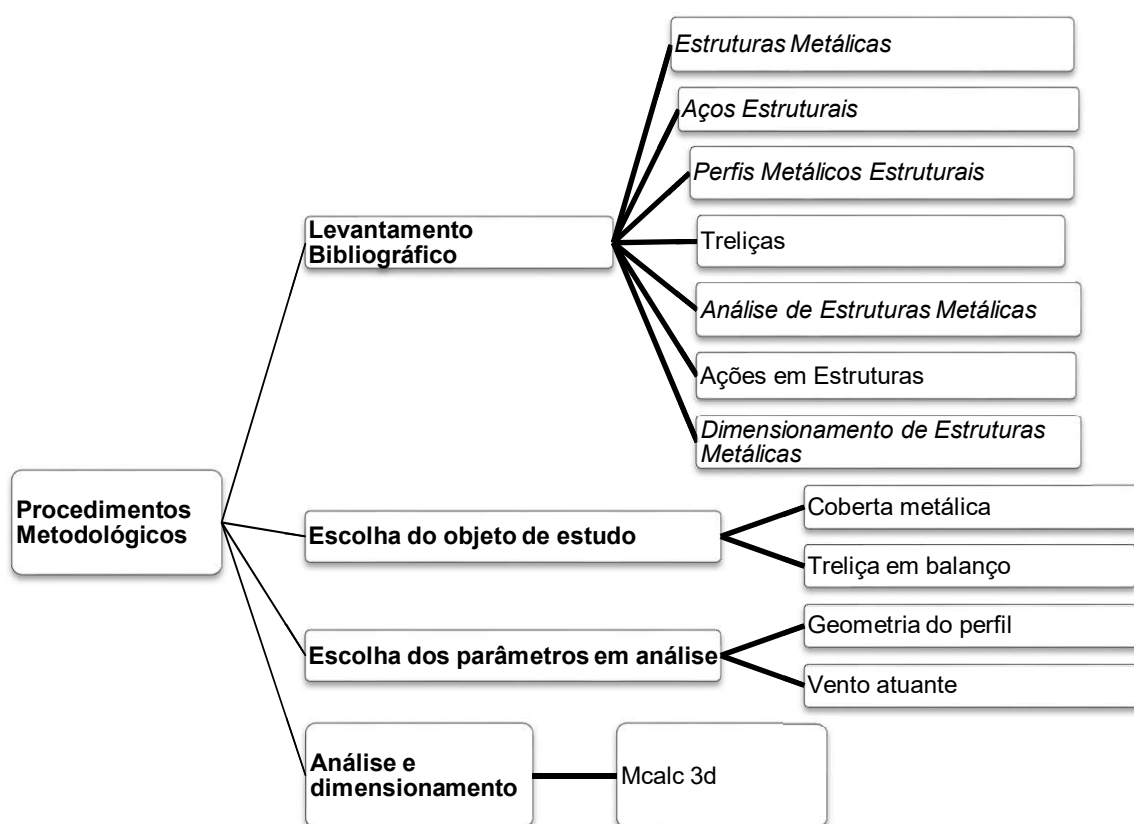 Estruturas Metálicas
Aços Estruturais
Perfis Metálicos Estruturais
Levantamento
Bibliográfico
Treliças
Análise de Estruturas Metálicas
Ações em Estruturas
Dimensionamento de Estruturas
Metálicas
Procedimentos
Metodológicos
Escolha do objeto de estudo
Coberta metálica
Treliça em balanço
Escolha dos parâmetros em análise
Geometria do perfil
Vento atuante
Análise e
dimensionamento
Mcalc 3d